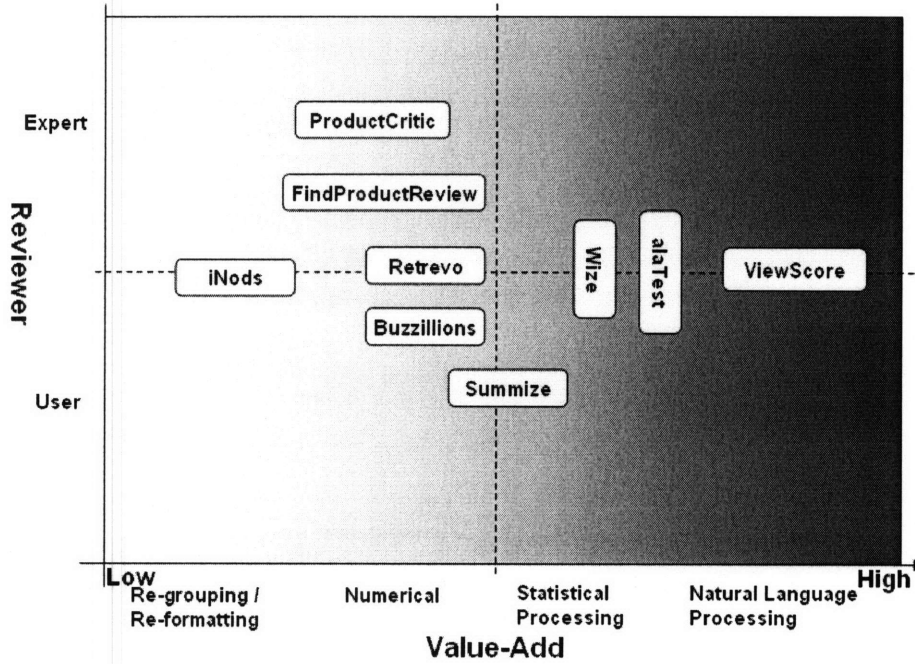 Expert
ProductCritic
FindProductReview
Reviewer
iNods
Retrevo
Wize
alaTest
ViewScore
Buzzillions
User
Summize
Low
High
Re-grouping /
Re-formatting
Numerical
Statistical
Processing
Natural Language
Processing
Value-Add